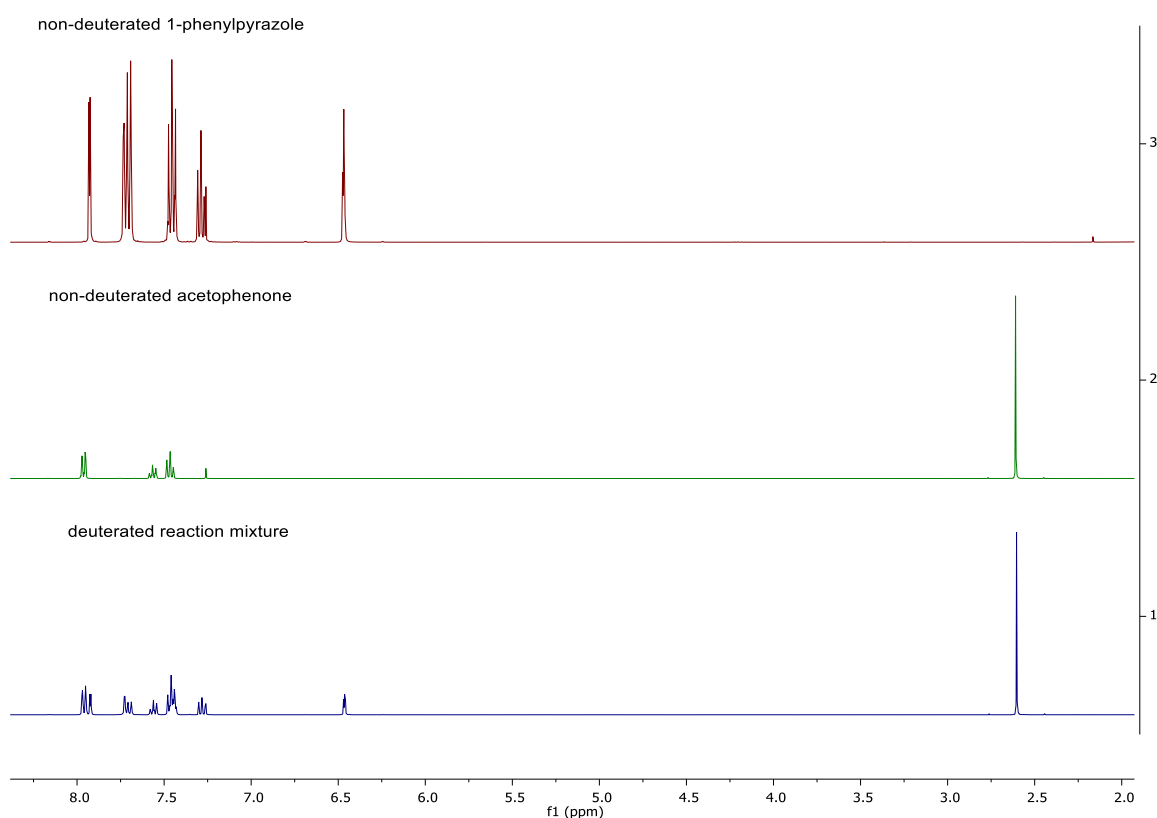 non-deuterated 1-phenylpyrazole
3
non-deuterated acetophenone
2
deuterated reaction mixture
1
8.0 7.5 7.0 6.5 6.0 5.5 5.0 4.5 4.0 3.5 3.0 2.5 2.0
f1 (ppm)